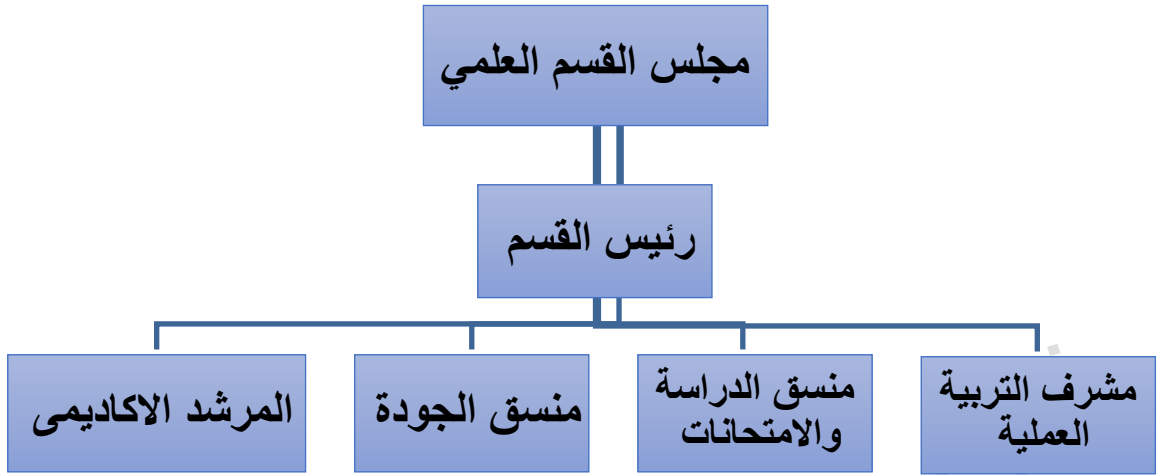 مجلس القسم العلمي
رئيس القسم
مشرف التربية
العملية
منسق الدراسة
والامتحانات
منسق الجودة
المرشد الاكاديمى